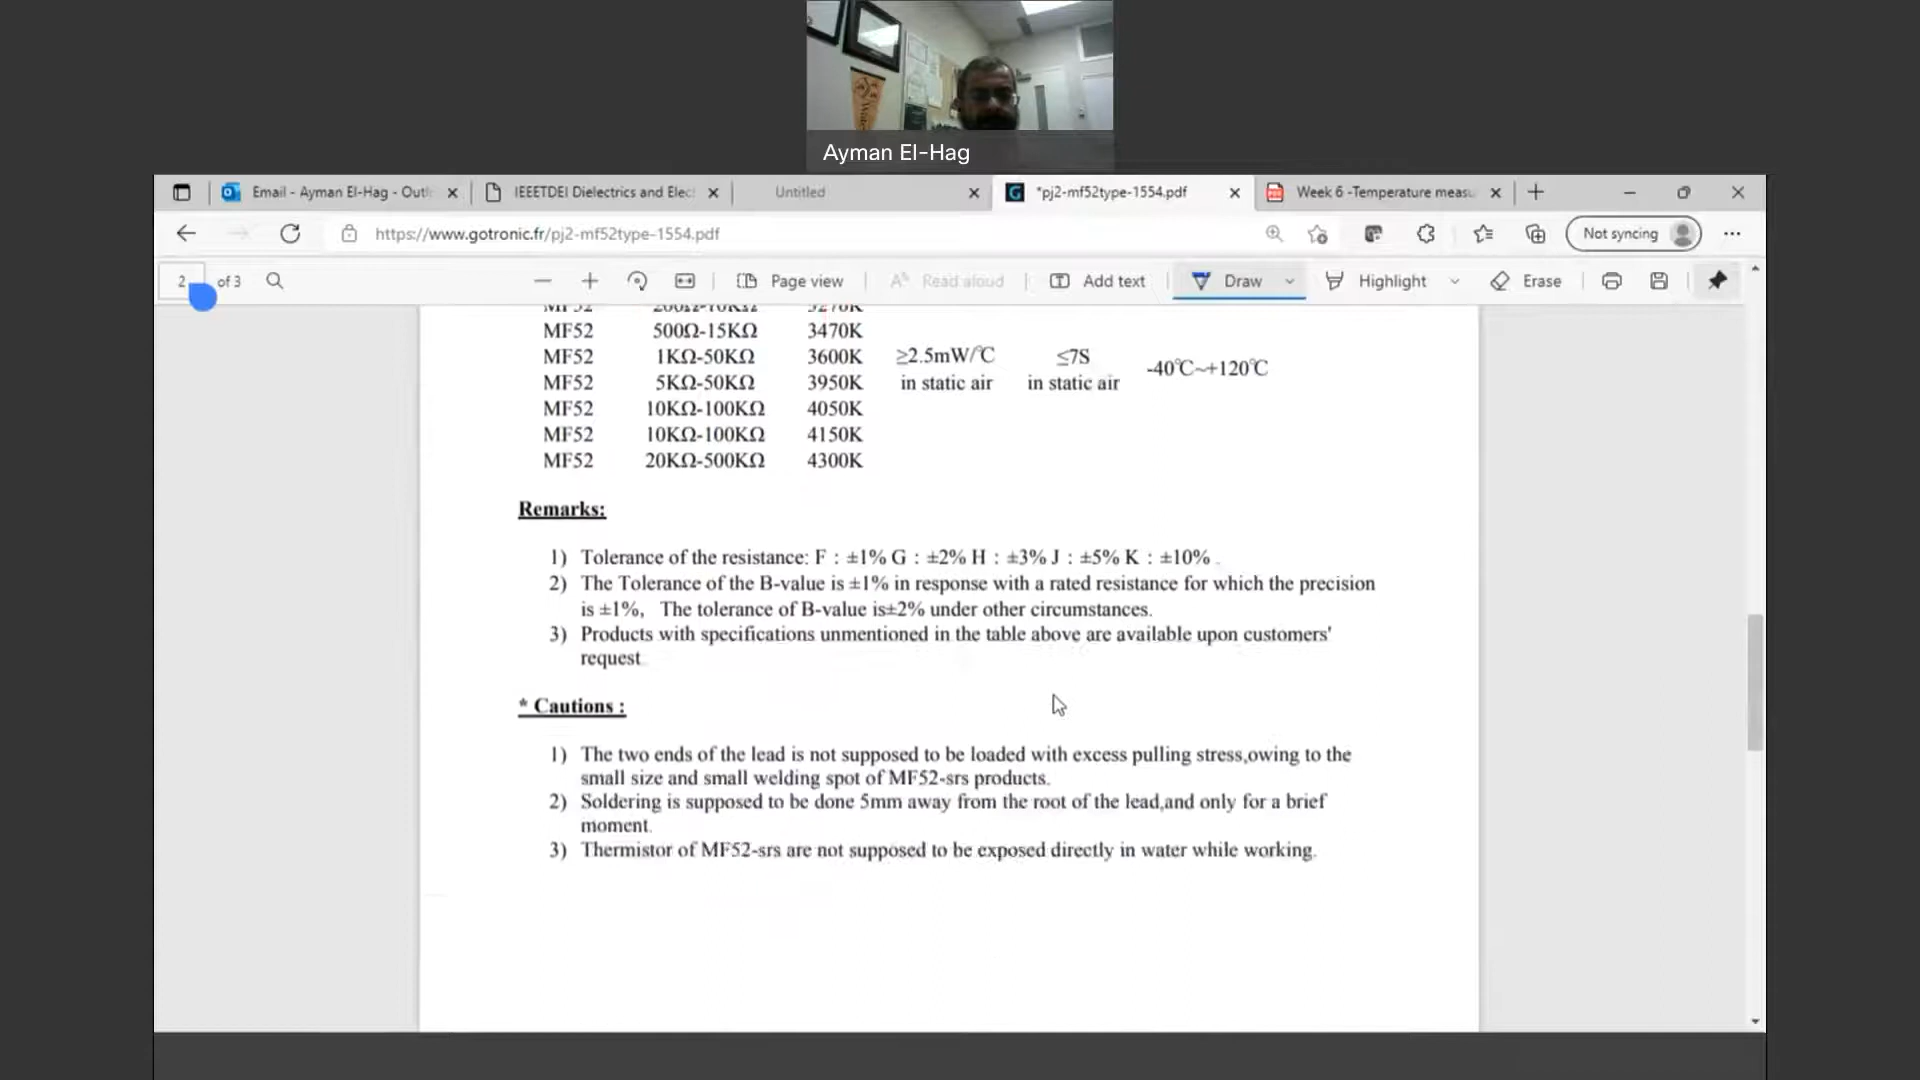 Ayman El-Hag
Email - Ayman El-Hag - Outl
IEEETDEI Dielectrics and Elec
Untitled
*pj2-mf52type-1554.pdf
Week 6 -Temperature measu
https://www.gotronic.fr/pj2-mf52type-1554.pdf
Not syncing
2 of 3
Page view
Read aloud
Add text
Draw
Highlight
Erase
MF52 200Ω-10KΩ 3270K
MF52 500Ω-15KΩ 3470K
MF52 1KΩ-50KΩ 3600K ≥2.5mW/℃ ≤7S
-40℃~+120℃
MF52 5KΩ-50KΩ 3950K in static air in static air
MF52 10KΩ-100KΩ 4050K
MF52 10KΩ-100KΩ 4150K
MF52 20KΩ-500KΩ 4300K
Remarks:
1) Tolerance of the resistance: F : ±1% G : ±2% H : ±3% J : ±5% K : ±10% .
2) The Tolerance of the B-value is ±1% in response with a rated resistance for which the precision
is ±1%, The tolerance of B-value is±2% under other circumstances.
3) Products with specifications unmentioned in the table above are available upon customers'
request.
* Cautions :
1) The two ends of the lead is not supposed to be loaded with excess pulling stress,owing to the
small size and small welding spot of MF52-srs products.
2) Soldering is supposed to be done 5mm away from the root of the lead,and only for a brief
moment.
3) Thermistor of MF52-srs are not supposed to be exposed directly in water while working.